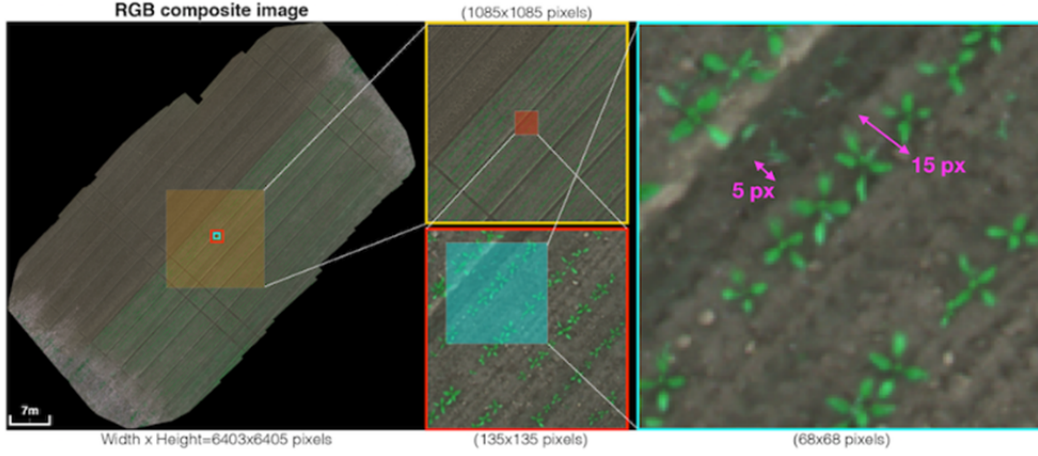 RGB composite image
(1085x1085 pixels)
15 px
5 px
7m
Width x Height=6403x6405 pixels
(135x135 pixels)
(68x68 pixels)